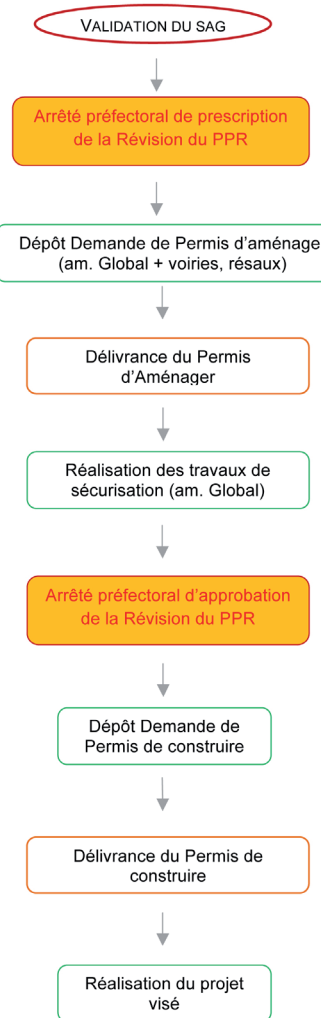 VALIDATION DU SAG
Arrêté préfectoral de prescription
de la Révision du PPR
Dépôt Demande de Permis d'aménage
(am. Global + voiries, résaux)
Délivrance du Permis
d'Aménager
Réalisation des travaux de
sécurisation (am. Global)
Arrêté préfectoral d'approbation
de la Révision du PPR
Dépôt Demande de
Permis de construire
Délivrance du Permis de
construire
Réalisation du projet
visé